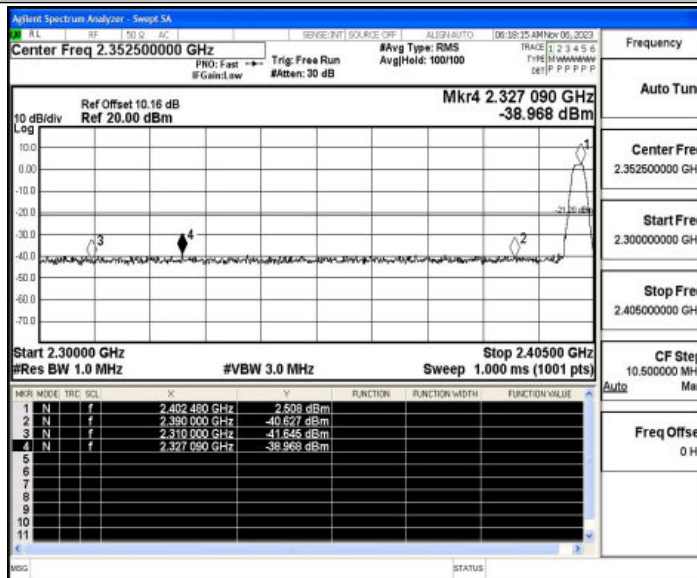 Agilent Spectrum Analyzer - Swept SA
RL RF 50 Ω AC SENSE:INT SOURCE OFF ALIGN AUTO 06:18:15 AM Nov 06, 2023
Center Freq 2.352500000 GHz
PNO: Fast
IFGain:Low
Trig: Free Run
#Atten: 30 dB
#Avg Type: RMS
Avg|Hold: 100/100
TRACE 1 2 3 4 5 6
TYPE MWWWWW
DET P P P P P P
Mkr4 2.327 090 GHz
-38.968 dBm
Ref Offset 10.16 dB
10 dB/div Ref 20.00 dBm
Log
10.0
0.00
-10.0
-20.0
-30.0
-40.0
-50.0
-60.0
-70.0
1
2
3
4
-21.20 dBm
Start 2.30000 GHz Stop 2.40500 GHz
#Res BW 1.0 MHz #VBW 3.0 MHz Sweep 1.000 ms (1001 pts)
MKR MODE TRC SCL X Y FUNCTION FUNCTION WIDTH FUNCTION VALUE
1 N f 2.402 480 GHz 2.508 dBm
2 N f 2.390 000 GHz -40.627 dBm
3 N f 2.310 000 GHz -41.645 dBm
4 N f 2.327 090 GHz -38.968 dBm
5
6
7
8
9
10
11
MSG STATUS
Frequency
Auto Tun
Center Fre
2.352500000 GH
Start Fre
2.300000000 GH
Stop Fre
2.405000000 GH
CF Ste
10.500000 MH
Auto Ma
Freq Offse
0 H